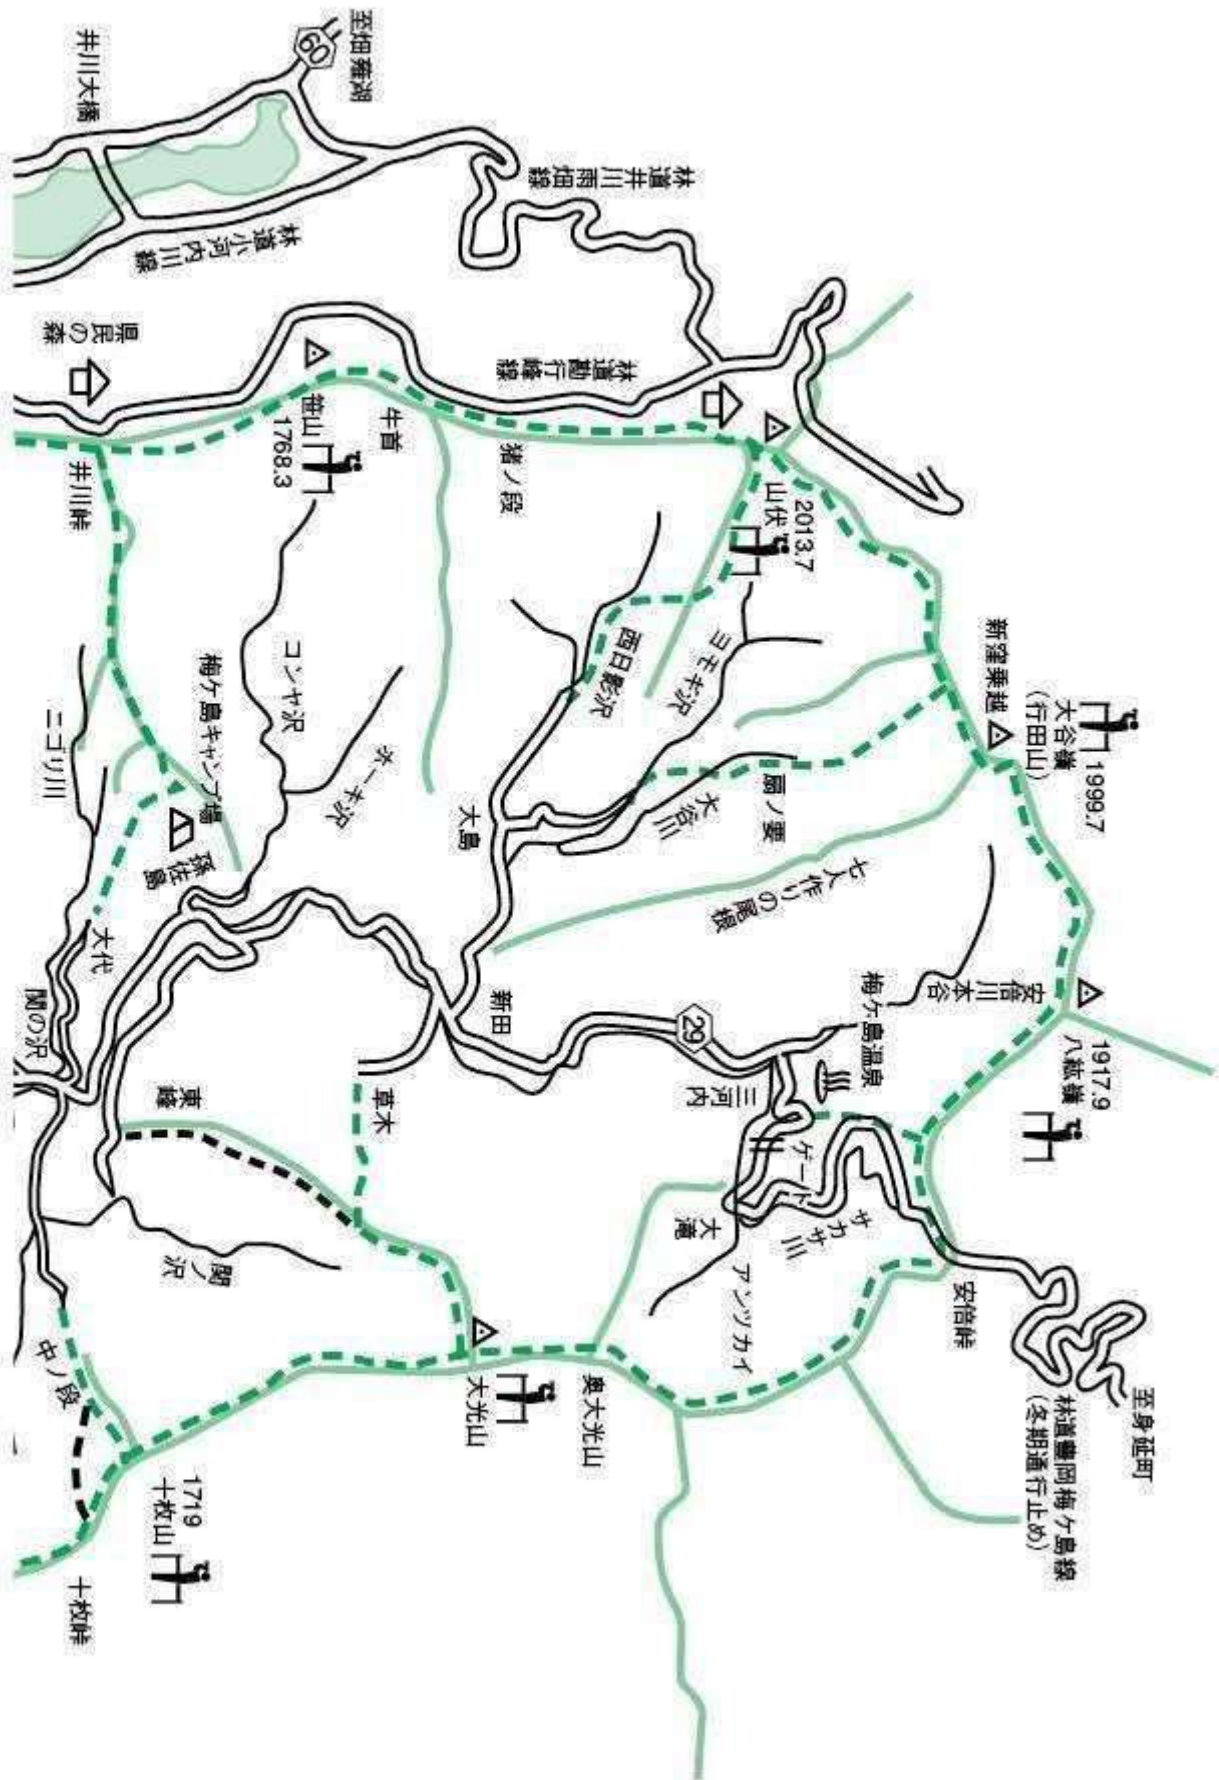 至身延町
1999.7
大谷嶺
(行田山)
1917.9
八紘嶺
林道豊岡梅ケ島線
(冬期通行止め)
新窪乗越
安倍川本谷
安倍峠
梅ケ島温泉
サカサ川
2013.7
山伏
ゲート
扇ノ要
七人作りの尾根
アンツカイ
三河内
29
大滝
ヨモギ沢
大谷川
西日影沢
林道井川雨畑線
奥大光山
林道勘行峰線
猪ノ段
新田
大島
大光山
牛首
草木
至畑薙湖
60
ホーキ沢
コンヤ沢
笹山
1768.3
林道小河内川線
梅ケ島キャンプ場
孫佐島
関ノ沢
東峰
1719
十枚山
井川大橋
県民の森
大代
井川峠
十枚峠
ニゴリ川
中ノ段
関の沢